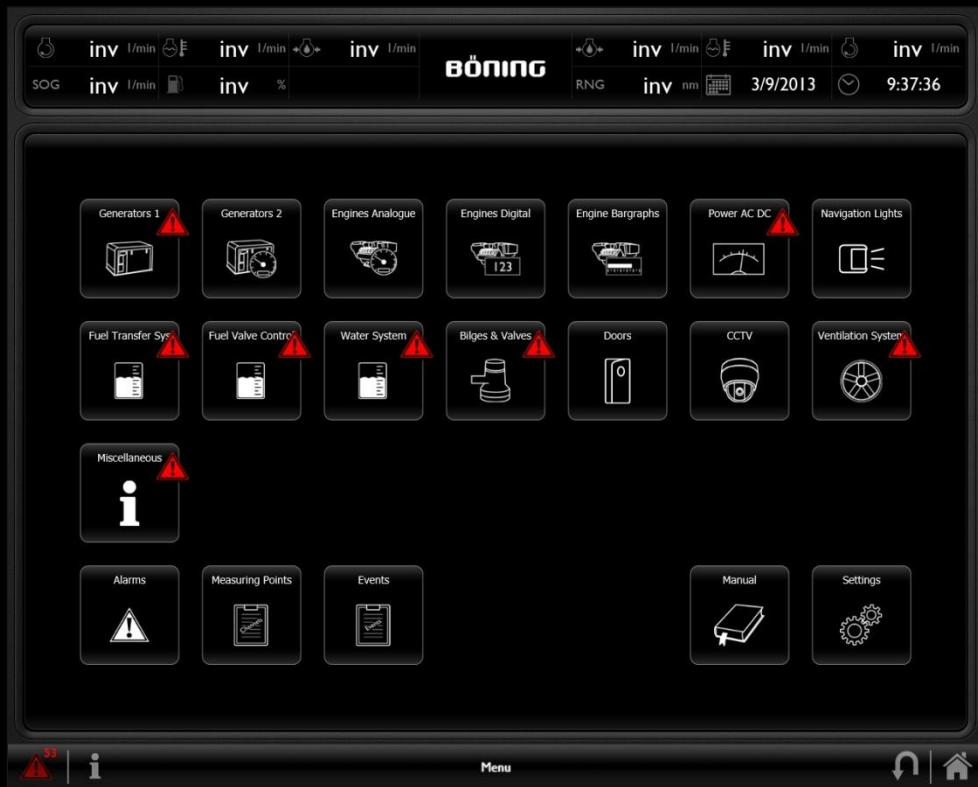 inv l/min inv l/min inv l/min BÖNING inv l/min inv l/min inv l/min
SOG inv l/min inv % RNG inv nm 3/9/2013 9:37:36
Generators 1 Generators 2 Engines Analogue Engines Digital Engine Bargraphs Power AC DC Navigation Lights
123
Fuel Transfer Sys Fuel Valve Contro Water System Bilges & Valves Doors CCTV Ventilation System
Miscellaneous
i
Alarms Measuring Points Events Manual Settings
Channels Events
53
i Menu